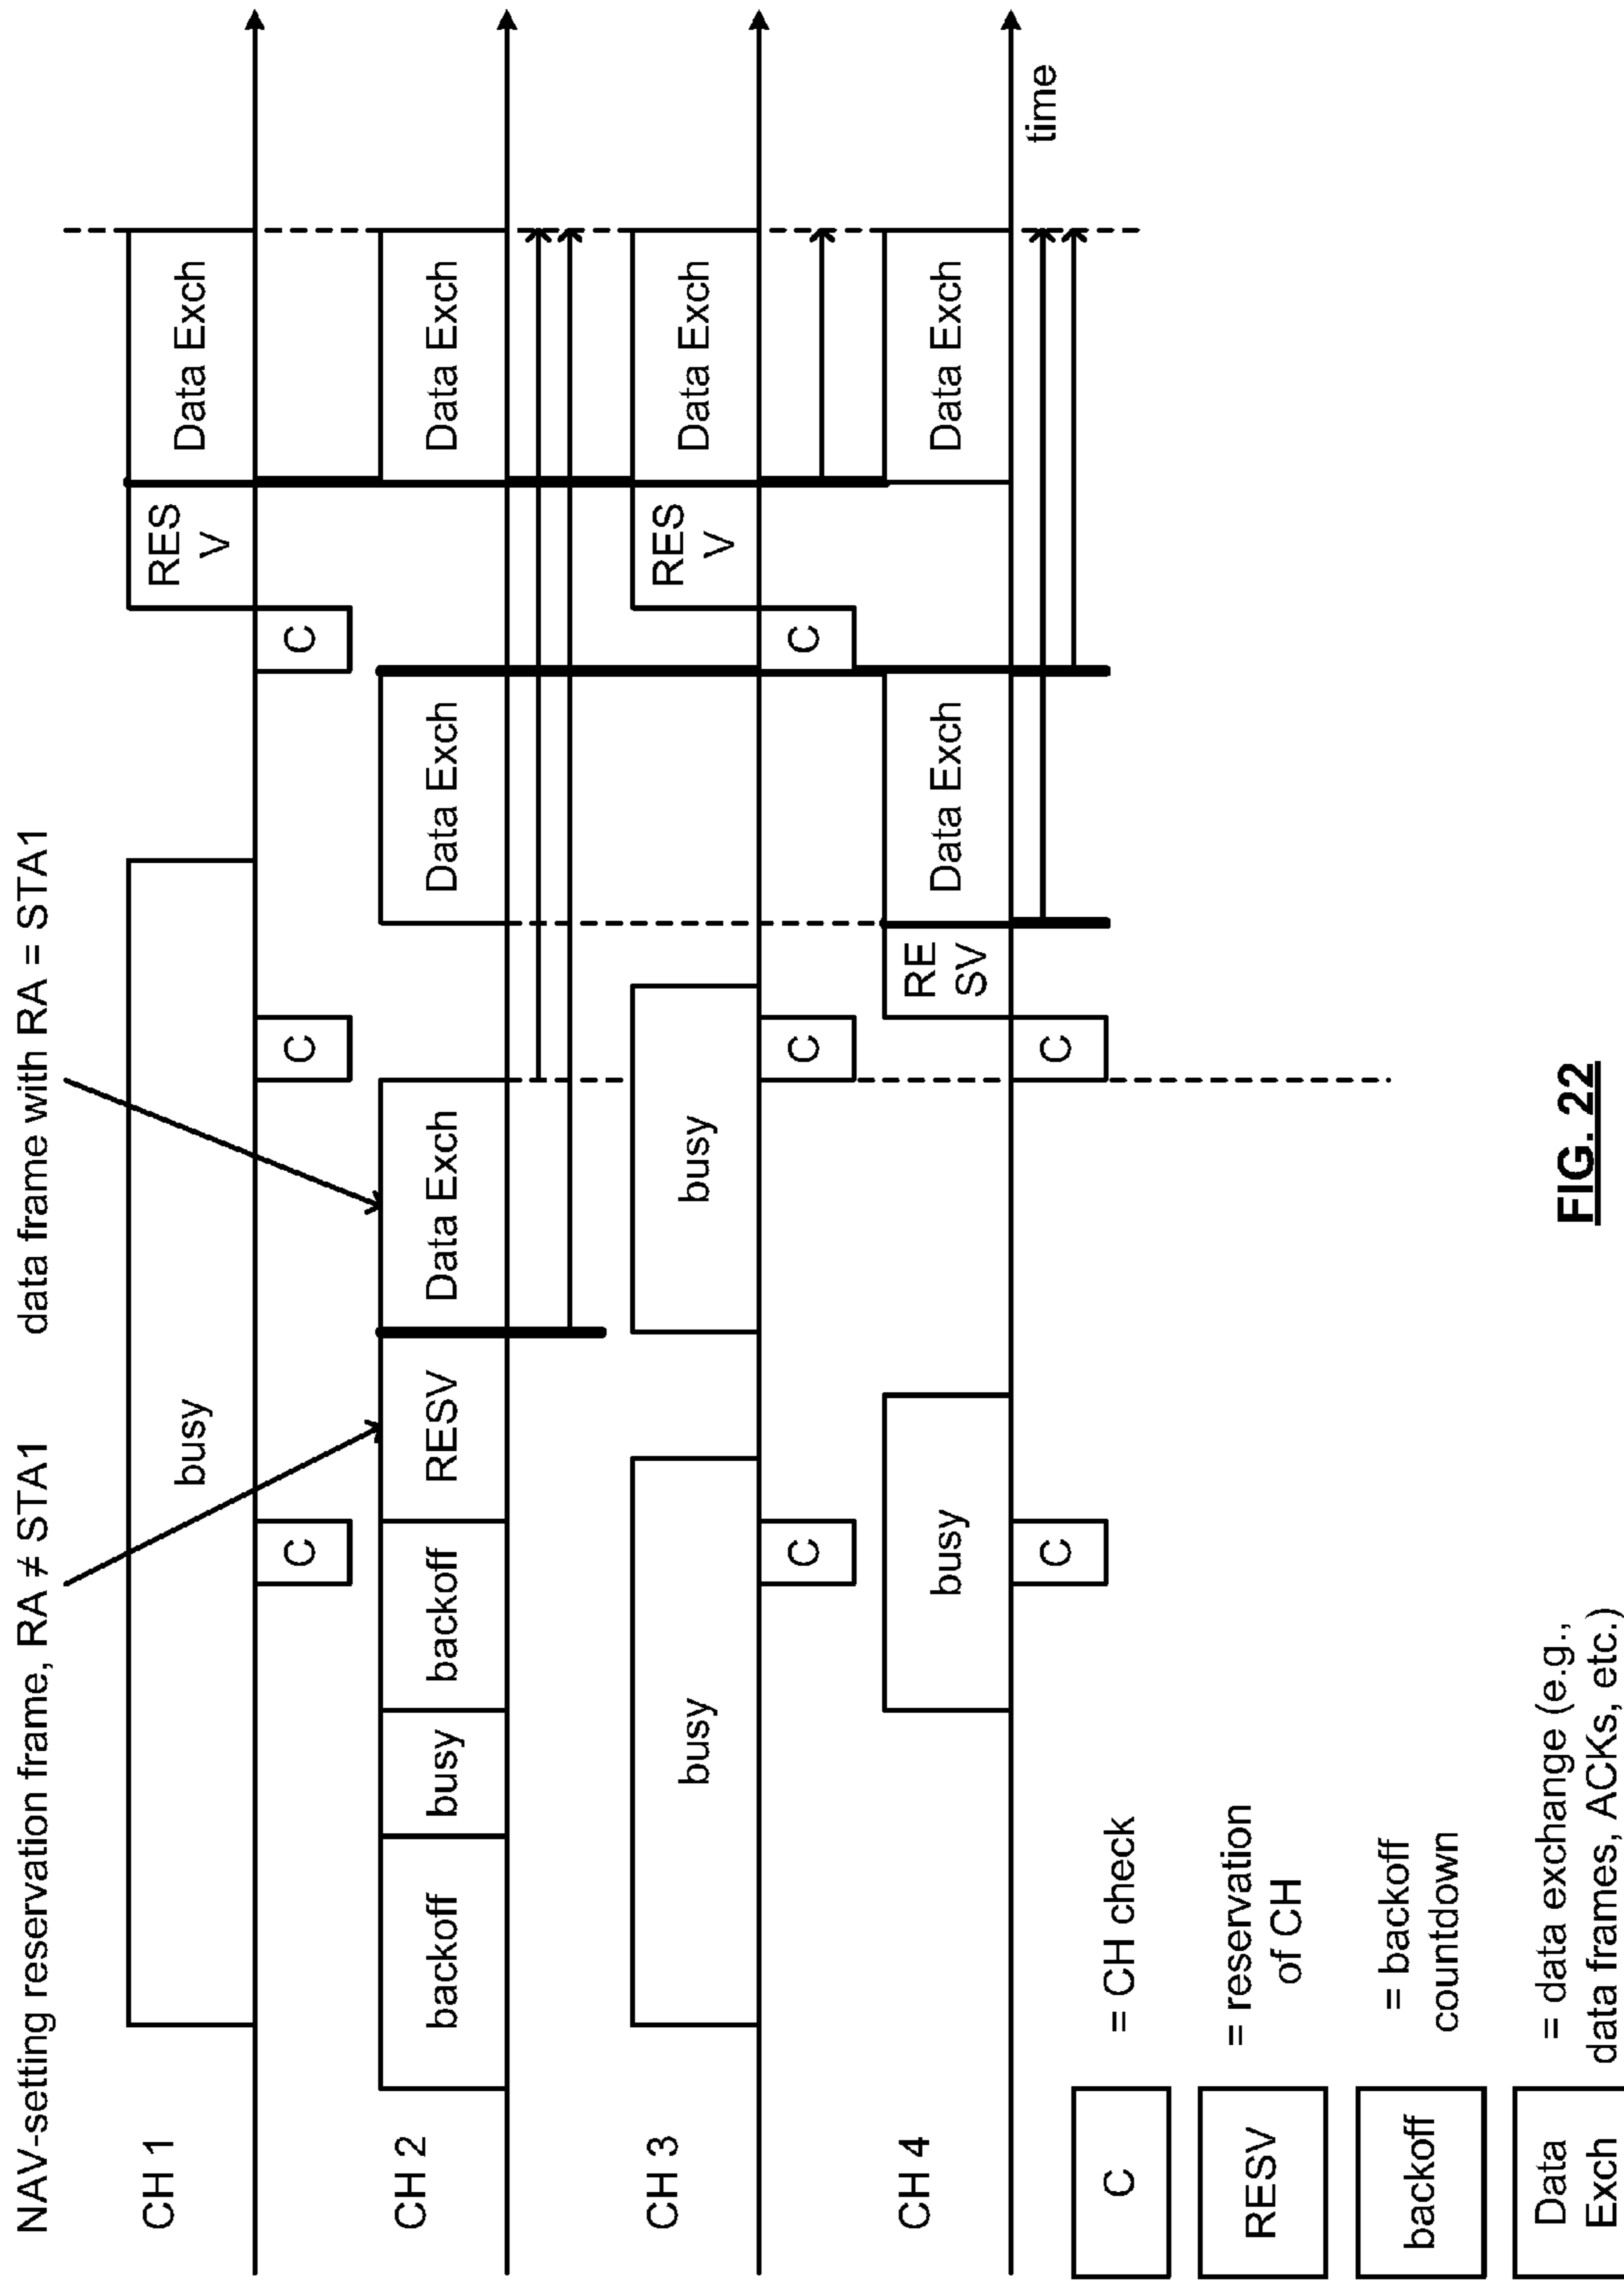 NAV-setting reservation frame, RA ≠ STA1
data frame with RA = STA1
CH 1
busy
C
C
C
RES
V
Data Exch
CH 2
backoff
busy
backoff
RESV
Data Exch
Data Exch
Data Exch
CH 3
busy
C
busy
C
C
RES
V
Data Exch
CH 4
busy
C
C
RE
SV
Data Exch
Data Exch
time
C
= CH check
RESV
= reservation
of CH
backoff
= backoff
countdown
Data
Exch
= data exchange (e.g.,
data frames, ACKs, etc.)
FIG. 22